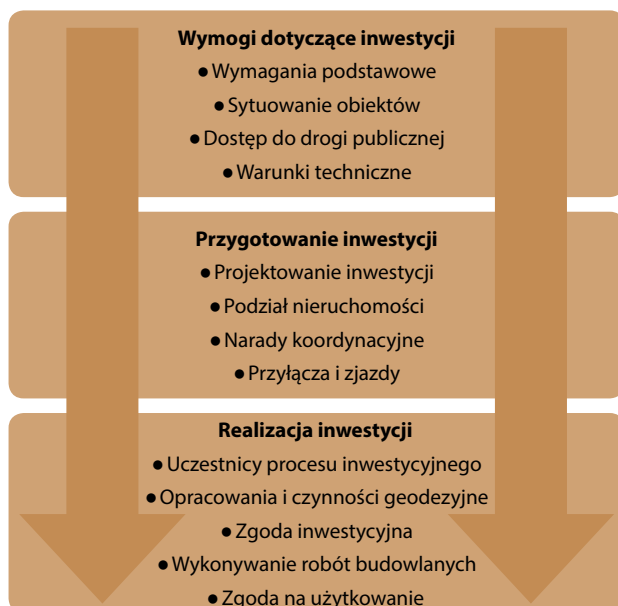 Wymogi dotyczące inwestycji
● Wymagania podstawowe
● Sytuowanie obiektów
● Dostęp do drogi publicznej
● Warunki techniczne
Przygotowanie inwestycji
● Projektowanie inwestycji
● Podział nieruchomości
● Narady koordynacyjne
● Przyłącza i zjazdy
Realizacja inwestycji
● Uczestnicy procesu inwestycyjnego
● Opracowania i czynności geodezyjne
● Zgoda inwestycyjna
● Wykonywanie robót budowlanych
● Zgoda na użytkowanie